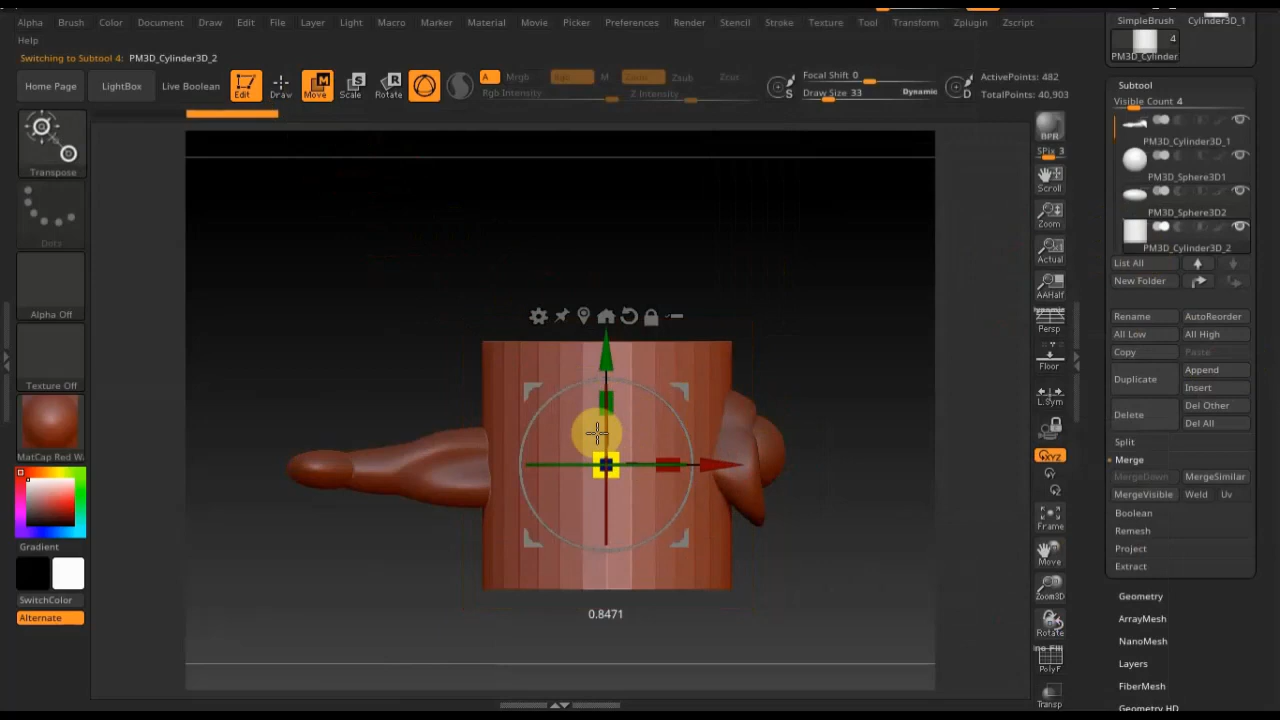 Alpha Brush Color Document Draw Edit File Layer Light Macro Marker Material Movie Picker Preferences Render Stencil Stroke Texture Tool Transform Zplugin Zscript
Help
Switching to Subtool 4: PM3D_Cylinder3D_2
Home Page
LightBox
Live Boolean
Edit
Draw
Move
Scale
Rotate
A
Mrgb
Rgb
M
Rgb Intensity
Zadd
Zsub
Zcut
Z Intensity
S
Focal Shift 0
Draw Size 33
Dynamic
D
ActivePoints: 482
TotalPoints: 40,903
Transpose
Dots
Alpha Off
Texture Off
MatCap Red Wa
Gradient
SwitchColor
Alternate
0.8471
BPR
SPix 3
Scroll
Zoom
Actual
AAHalf
Dynamic
Persp
Floor
L.Sym
XYZ
Y
Z
Frame
Move
Zoom3D
Rotate
PolyF
Transp
SimpleBrush
Cylinder3D_1
4
PM3D_Cylinder
Subtool
Visible Count 4
PM3D_Cylinder3D_1
PM3D_Sphere3D1
PM3D_Sphere3D2
PM3D_Cylinder3D_2
List All
New Folder
Rename
AutoReorder
All Low
All High
Copy
Paste
Duplicate
Append
Insert
Delete
Del Other
Del All
Split
Merge
MergeDown
MergeSimilar
MergeVisible
Weld
Uv
Boolean
Remesh
Project
Extract
Geometry
ArrayMesh
NanoMesh
Layers
FiberMesh
Geometry HD